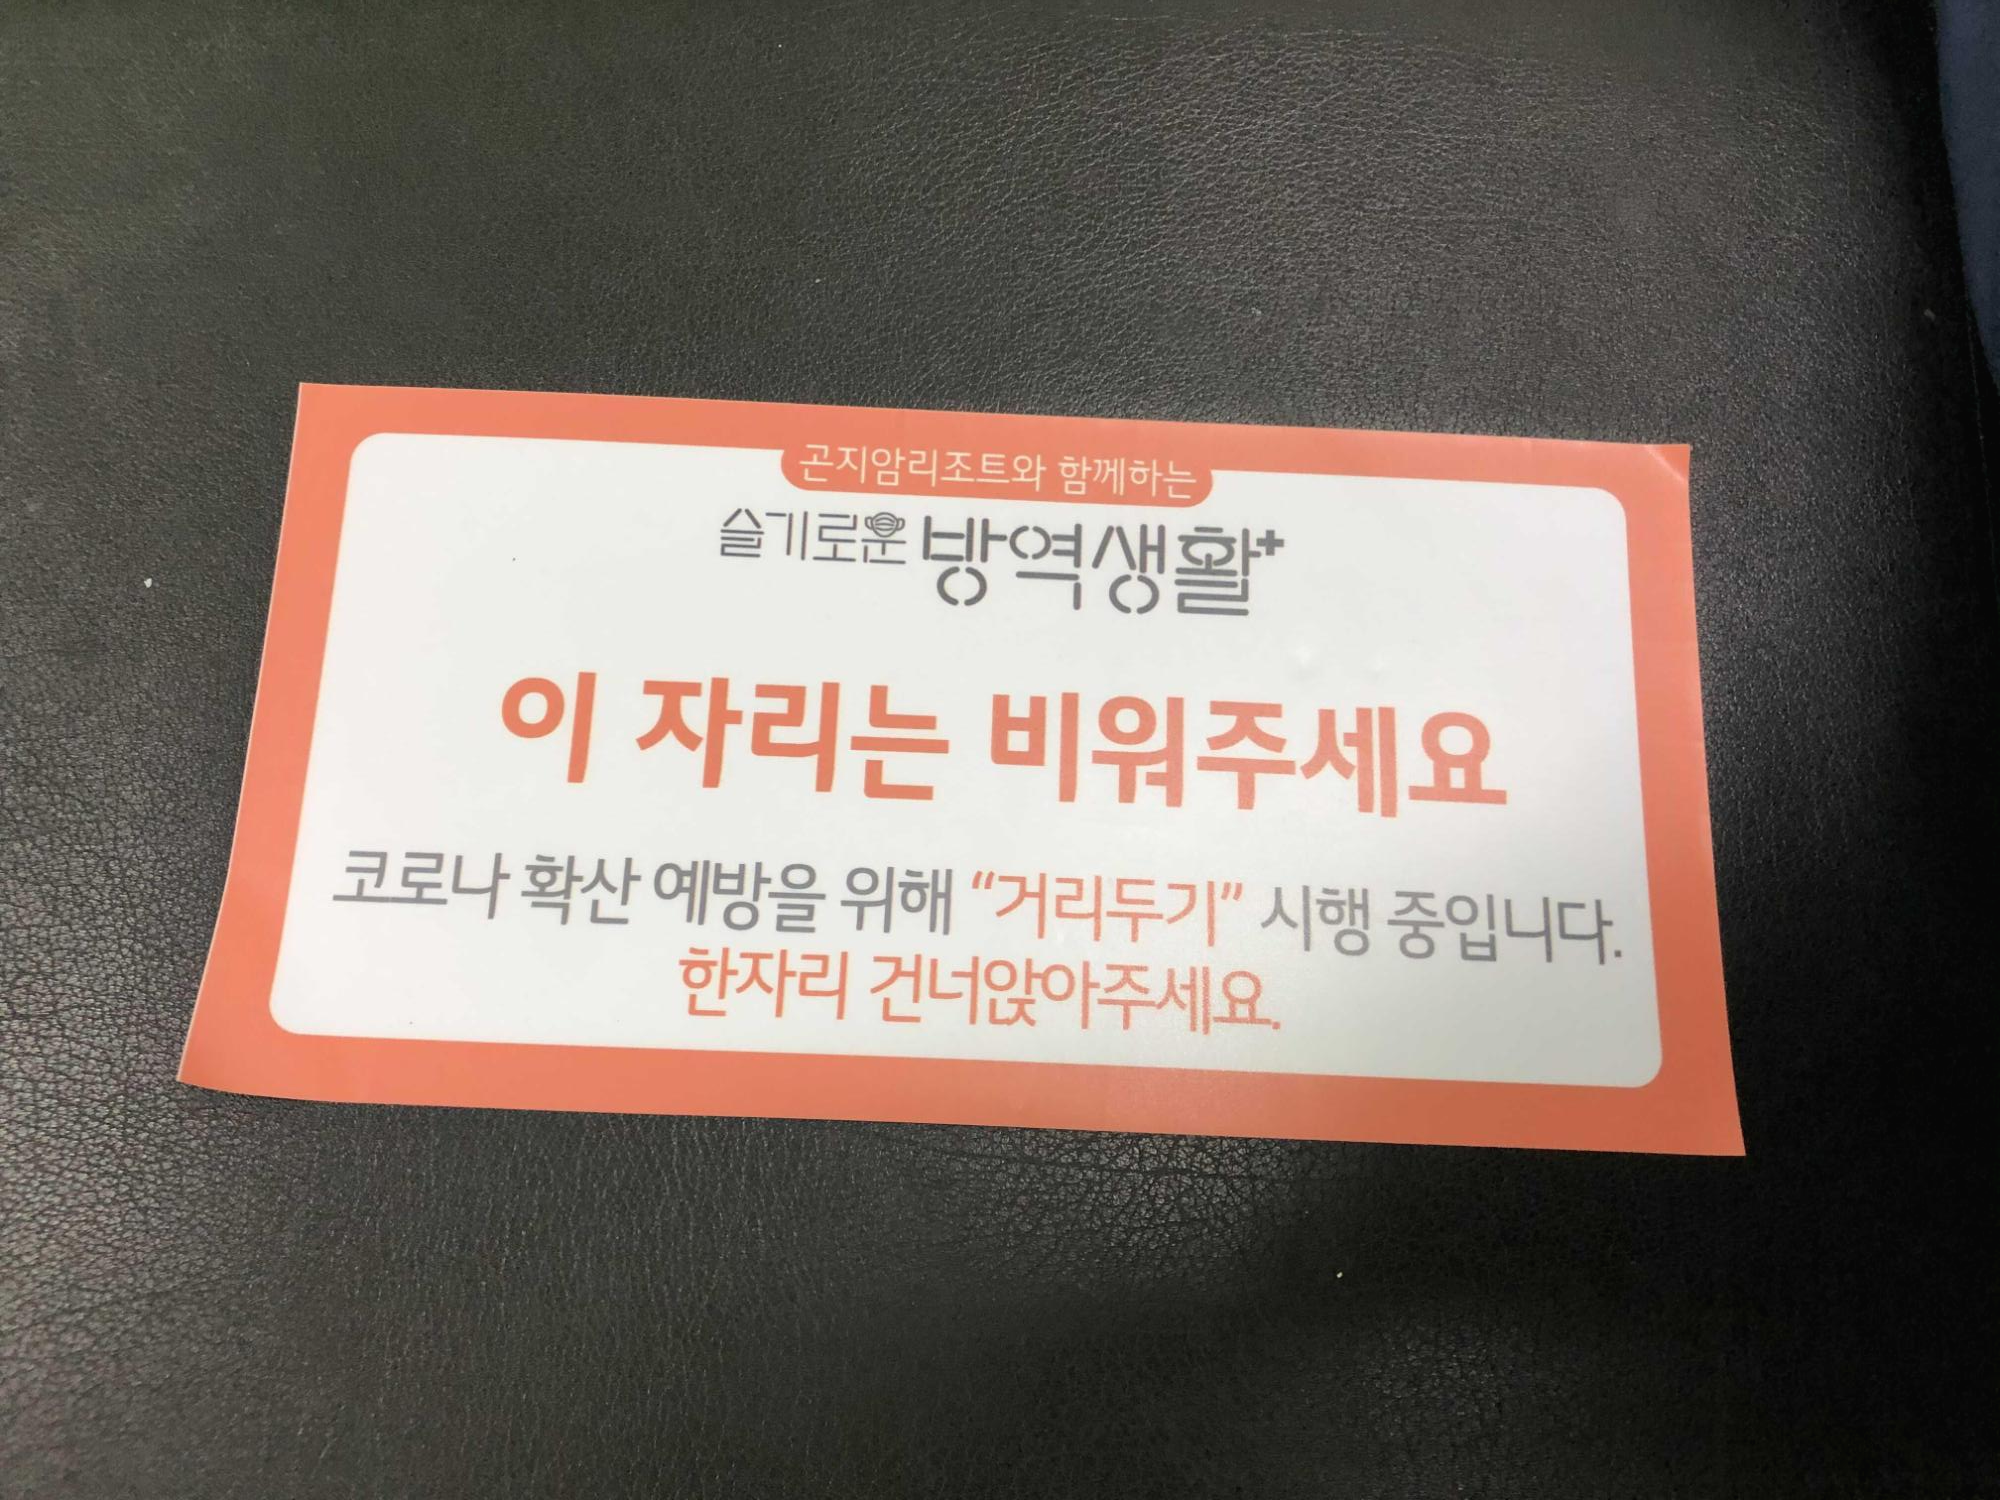 곤지암리조트와 함께하는
슬기로운 방역생활+
이 자리는 비워주세요
코로나 확산 예방을 위해 “거리두기” 시행 중입니다.
한자리 건너앉아주세요.